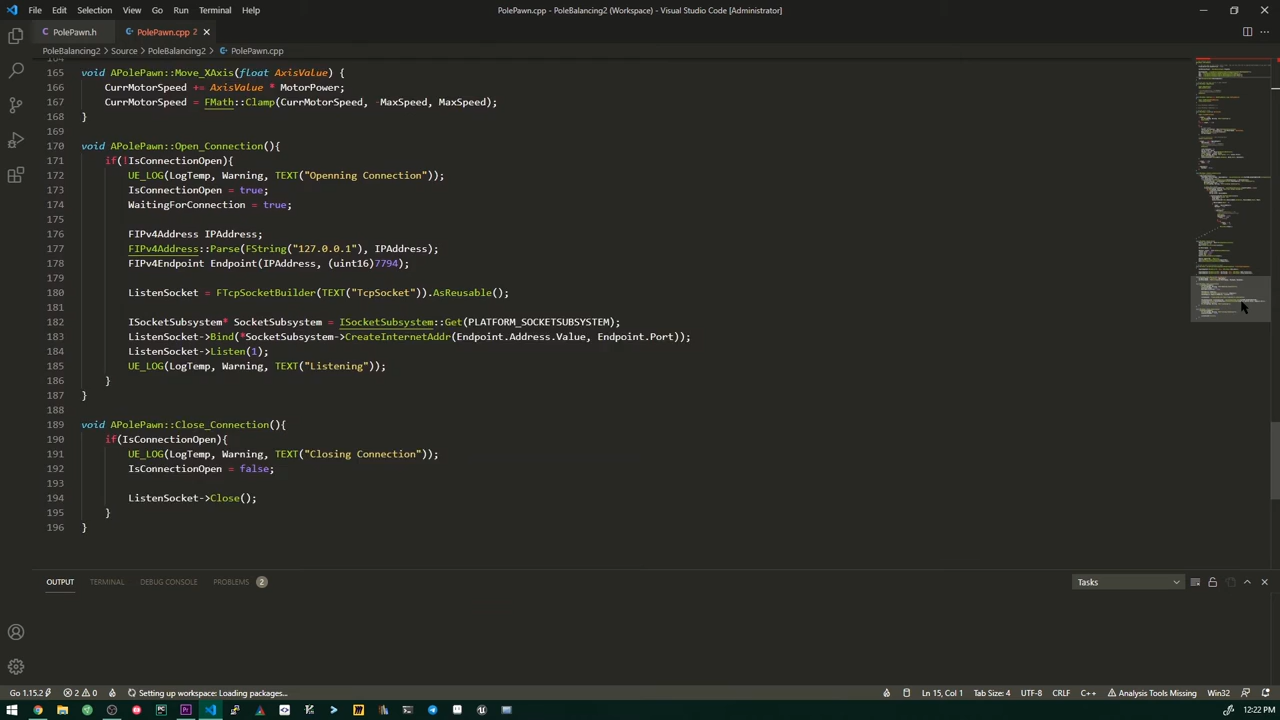 File Edit Selection View Go Run Terminal Help PolePawn.cpp - PoleBalancing2 (Workspace) - Visual Studio Code [Administrator]
PolePawn.h PolePawn.cpp 2
PoleBalancing2 > Source > PoleBalancing2 > PolePawn.cpp
164
165 void APolePawn::Move_XAxis(float AxisValue) {
166 CurrMotorSpeed += AxisValue * MotorPower;
167 CurrMotorSpeed = FMath::Clamp(CurrMotorSpeed, -MaxSpeed, MaxSpeed);
168 }
169
170 void APolePawn::Open_Connection(){
171 if(!IsConnectionOpen){
172 UE_LOG(LogTemp, Warning, TEXT("Openning Connection"));
173 IsConnectionOpen = true;
174 WaitingForConnection = true;
175
176 FIPv4Address IPAddress;
177 FIPv4Address::Parse(FString("127.0.0.1"), IPAddress);
178 FIPv4Endpoint Endpoint(IPAddress, (uint16)7794);
179
180 ListenSocket = FTcpSocketBuilder(TEXT("TcpSocket")).AsReusable();
181
182 ISocketSubsystem* SocketSubsystem = ISocketSubsystem::Get(PLATFORM_SOCKETSUBSYSTEM);
183 ListenSocket->Bind(*SocketSubsystem->CreateInternetAddr(Endpoint.Address.Value, Endpoint.Port));
184 ListenSocket->Listen(1);
185 UE_LOG(LogTemp, Warning, TEXT("Listening"));
186 }
187 }
188
189 void APolePawn::Close_Connection(){
190 if(IsConnectionOpen){
191 UE_LOG(LogTemp, Warning, TEXT("Closing Connection"));
192 IsConnectionOpen = false;
193
194 ListenSocket->Close();
195 }
196 }
OUTPUT TERMINAL DEBUG CONSOLE PROBLEMS 2 Tasks
Go 1.15.2 2 0 Setting up workspace: Loading packages... Ln 15, Col 1 Tab Size: 4 UTF-8 CRLF C++ Analysis Tools Missing Win32
12:22 PM